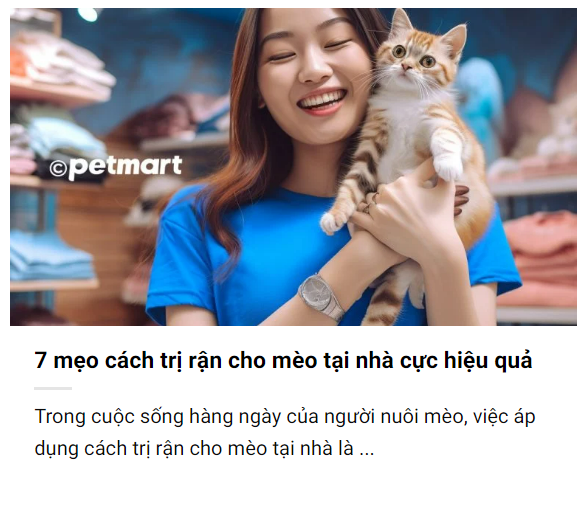 ©petmart
7 mẹo cách trị rận cho mèo tại nhà cực hiệu quả
Trong cuộc sống hàng ngày của người nuôi mèo, việc áp
dụng cách trị rận cho mèo tại nhà là ...